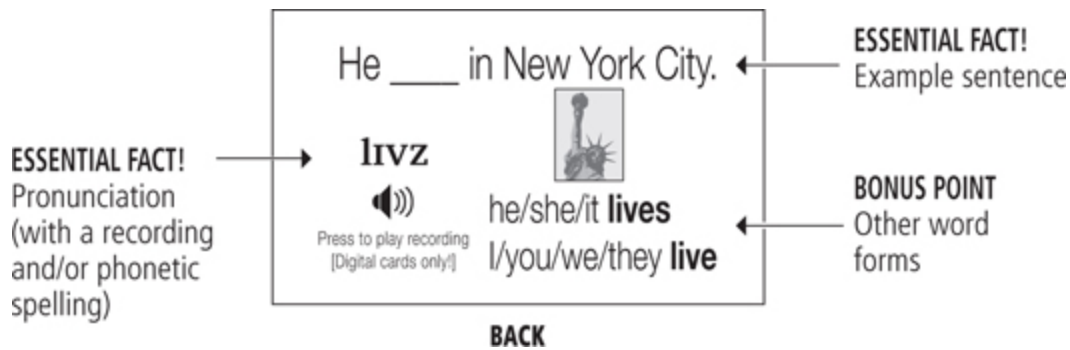 He ____ in New York City.
ESSENTIAL FACT!
Example sentence
ESSENTIAL FACT!
Pronunciation
(with a recording
and/or phonetic
spelling)
lɪvz
Press to play recording
[Digital cards only!]
he/she/it lives
I/you/we/they live
BONUS POINT
Other word
forms
BACK